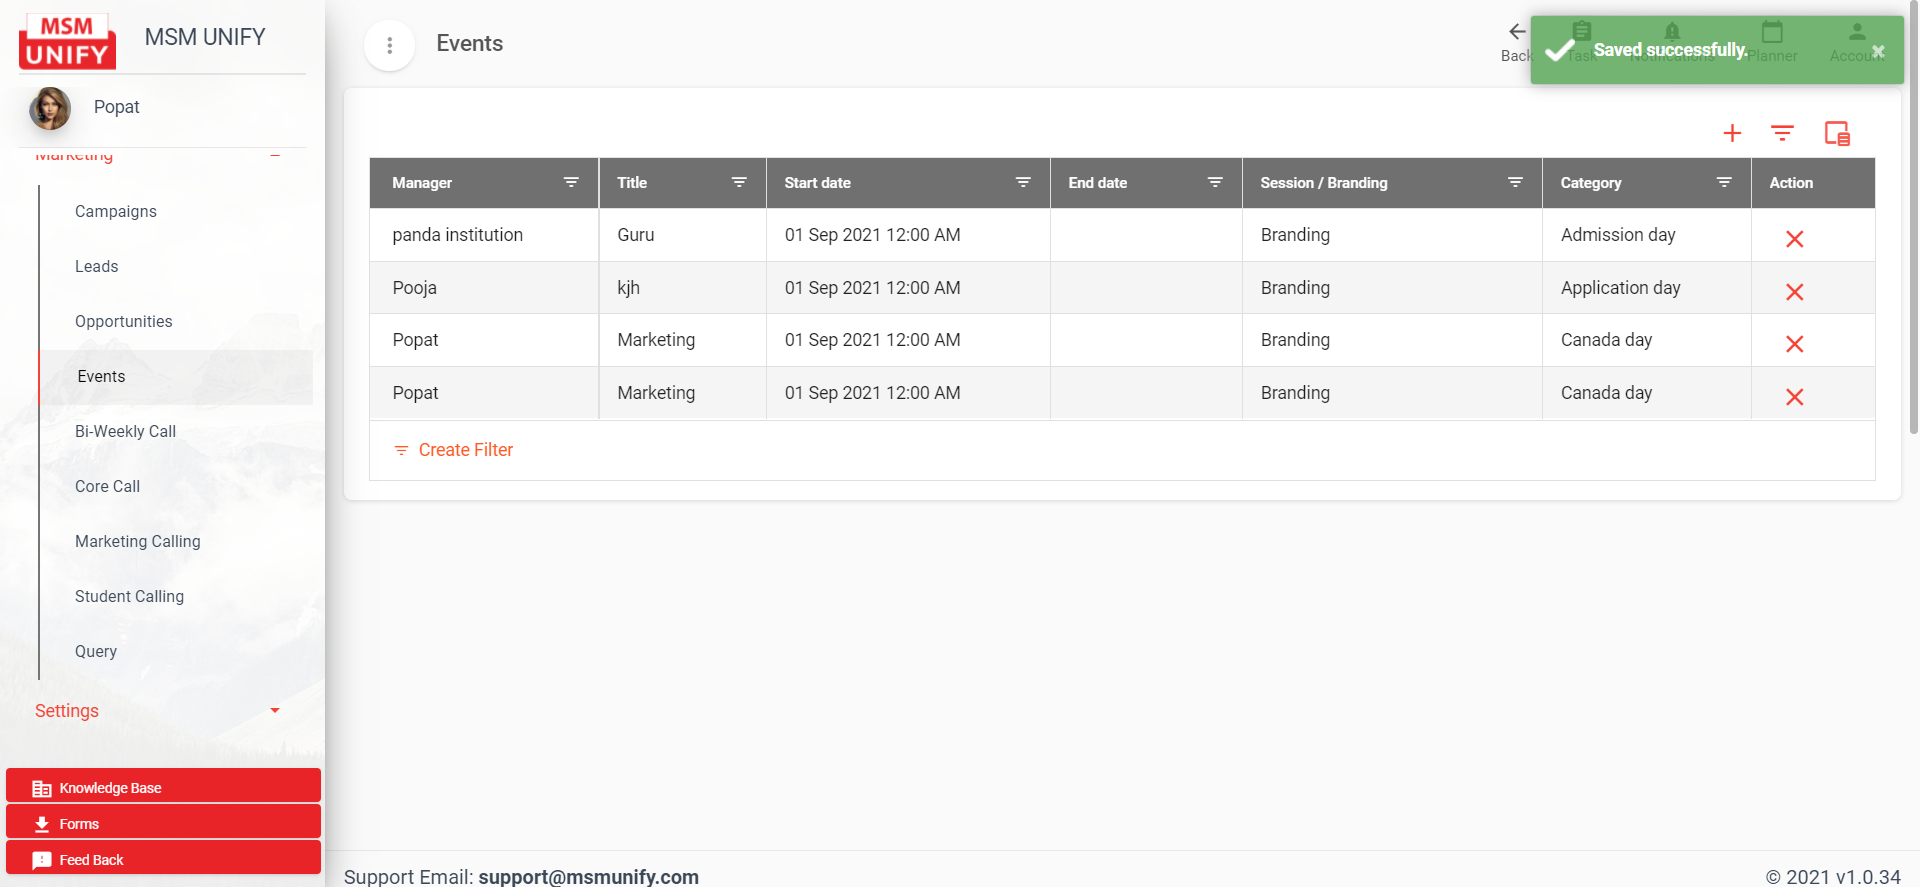 MSM
UNIFY
MSM UNIFY
Popat
Marketing
Campaigns
Leads
Opportunities
Events
Bi-Weekly Call
Core Call
Marketing Calling
Student Calling
Query
Settings
Knowledge Base
Forms
Feed Back
Events
Back Task Notifications Planner Account
Saved successfully. ×
Manager Title Start date End date Session / Branding Category Action
panda institution Guru 01 Sep 2021 12:00 AM Branding Admission day
Pooja kjh 01 Sep 2021 12:00 AM Branding Application day
Popat Marketing 01 Sep 2021 12:00 AM Branding Canada day
Popat Marketing 01 Sep 2021 12:00 AM Branding Canada day
Create Filter
Support Email: support@msmunify.com © 2021 v1.0.34